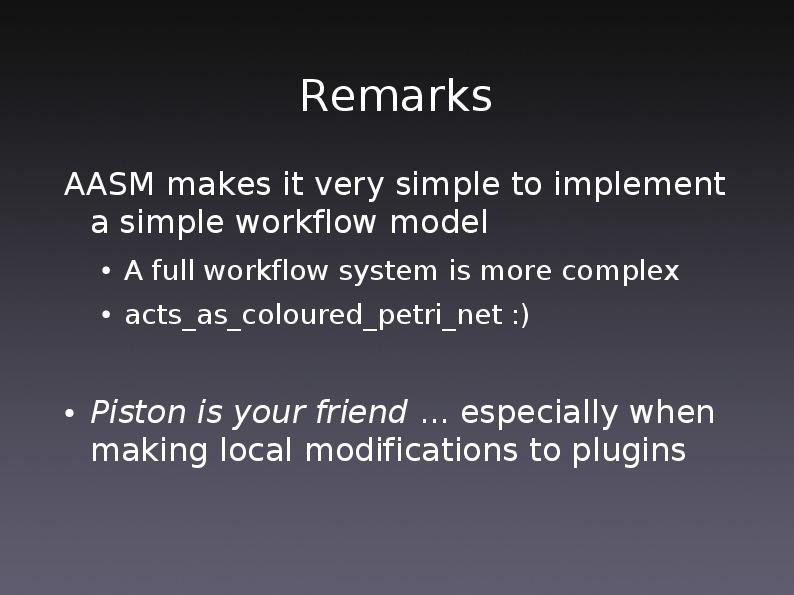 Remarks
AASM makes it very simple to implement
a simple workflow model
• A full workflow system is more complex
• acts_as_coloured_petri_net :)
• Piston is your friend ... especially when
making local modifications to plugins